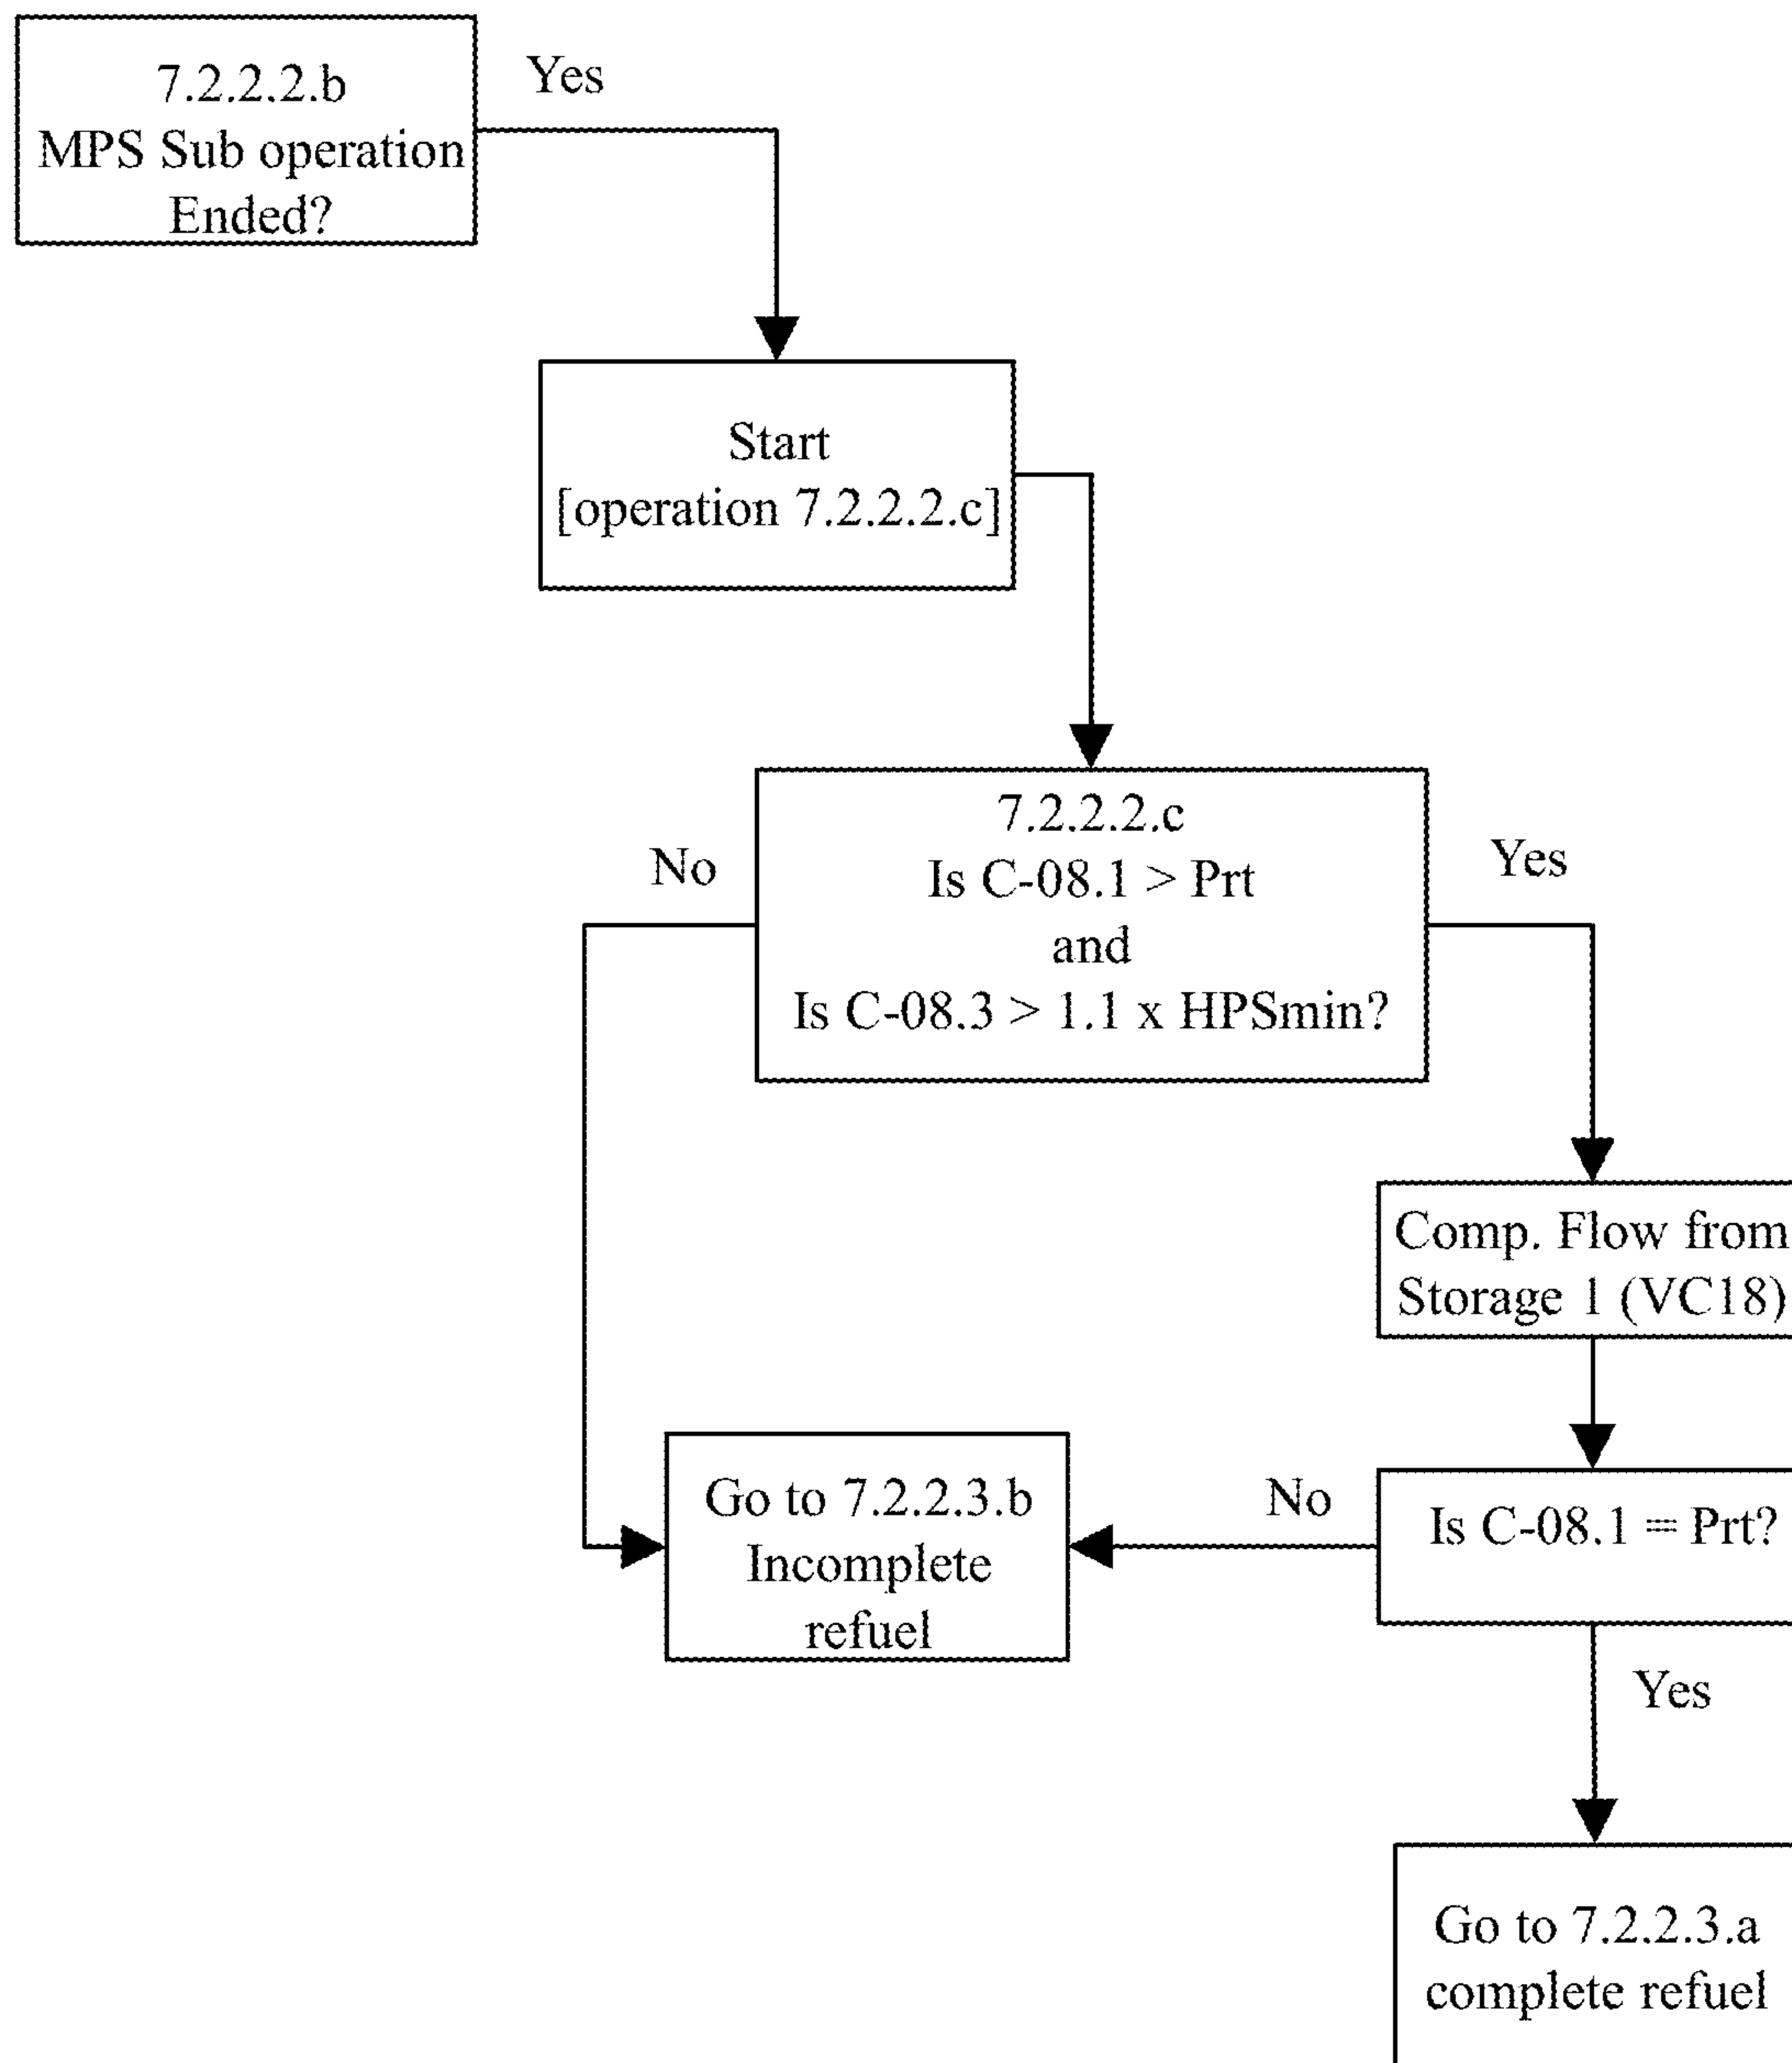 7.2.2.2.b
MPS Sub operation
Ended?
Yes
Start
[operation 7.2.2.2.c]
7.2.2.2.c
Is C-08.1 > Prt
and
Is C-08.3 > 1.1 x HPSmin?
No
Yes
Comp. Flow from
Storage 1 (VC18)
Go to 7.2.2.3.b
Incomplete
refuel
No
Is C-08.1 = Prt?
Yes
Go to 7.2.2.3.a
complete refuel